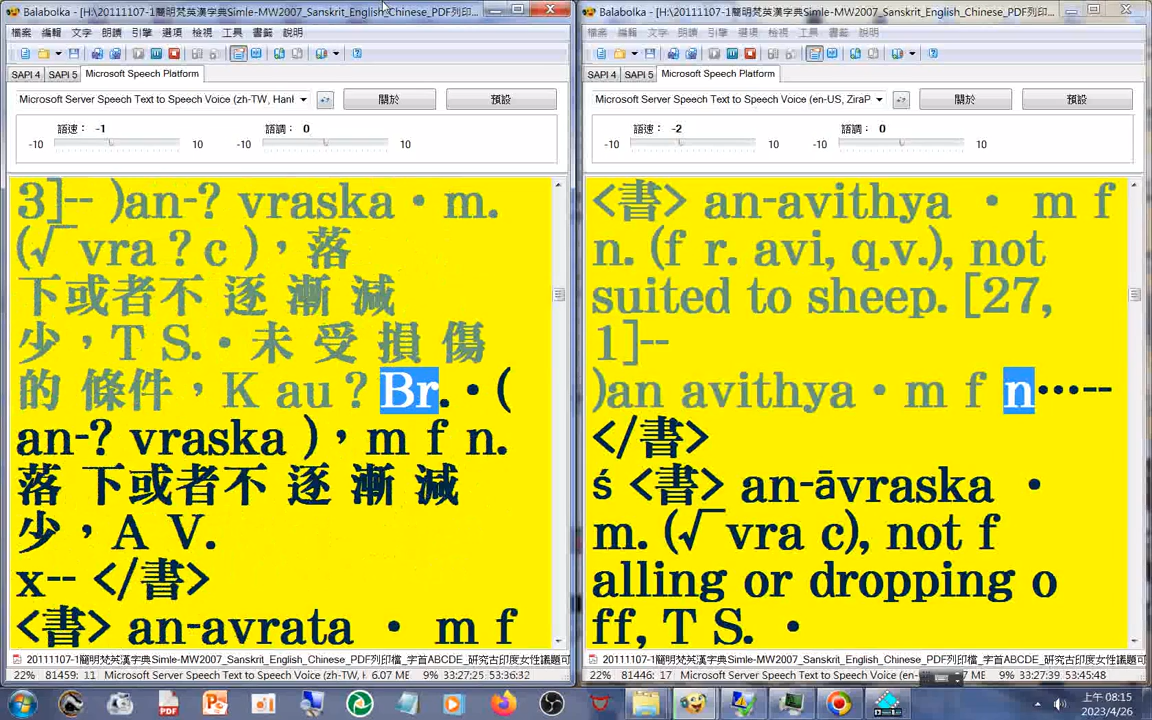 Balabolka - [H:\20111107-1簡明梵英漢字典Simle-MW2007_Sanskrit_English_Chinese_PDF列印...
檔案 編輯 文字 朗讀 引擎 選項 檢視 工具 書籤 說明
SAPI 4 SAPI 5 Microsoft Speech Platform
Microsoft Server Speech Text to Speech Voice (zh-TW, Hanl
關於
預設
語速： -1
語調： 0
-10 10 -10 10
3]-- )an-? vraska • m.
(√ vra ? c )，落
下或者不 逐 漸 減
少，T S. • 未 受 損 傷
的 條件，K au ? Br. • (
an-? vraska )，m f n.
落 下或者不 逐 漸 減
少，A V.
x-- </書>
<書> an-avrata • m f
20111107-1簡明梵英漢字典Simle-MW2007_Sanskrit_English_Chinese_PDF列印檔_字首ABCDE_研究古印度女性議題可
22% 81459: 11 Microsoft Server Speech Text to Speech Voice (zh-TW, H 6.07 MB 9% 33:27:25 53:36:32
Balabolka - [H:\20111107-1簡明梵英漢字典Simle-MW2007_Sanskrit_English_Chinese_PDF列印...
檔案 編輯 文字 朗讀 引擎 選項 檢視 工具 書籤 說明
SAPI 4 SAPI 5 Microsoft Speech Platform
Microsoft Server Speech Text to Speech Voice (en-US, ZiraP
關於
預設
語速： -2
語調： 0
-10 10 -10 10
<書> an-avithya • m f
n. (f r. avi, q.v.), not
suited to sheep. [27,
1]--
)an avithya • m f n•••--
</書>
ś <書> an-āvraska •
m. (√ vra c), not f
alling or dropping o
ff, T S. •
20111107-1簡明梵英漢字典Simle-MW2007_Sanskrit_English_Chinese_PDF列印檔_字首ABCDE_研究古印度女性議題可
22% 81446: 17 Microsoft Server Speech Text to Speech Voice 9% 33:27:39 53:45:48
上午 08:15
2023/4/26